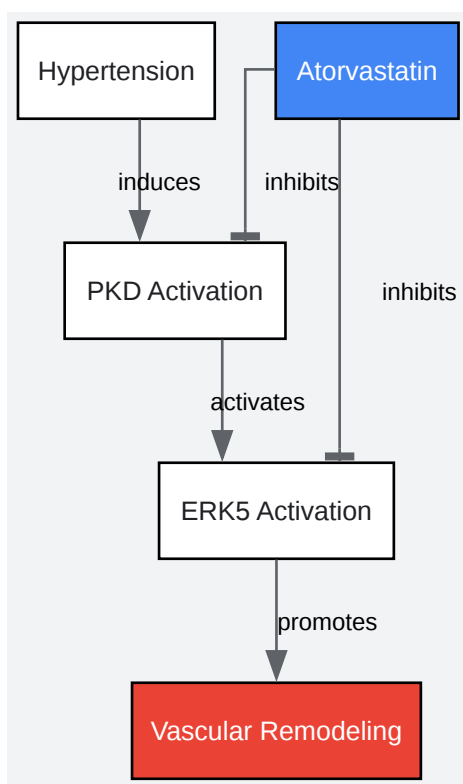 Hypertension
Atorvastatin
induces
inhibits
PKD Activation
inhibits
activates
ERK5 Activation
promotes
Vascular Remodeling